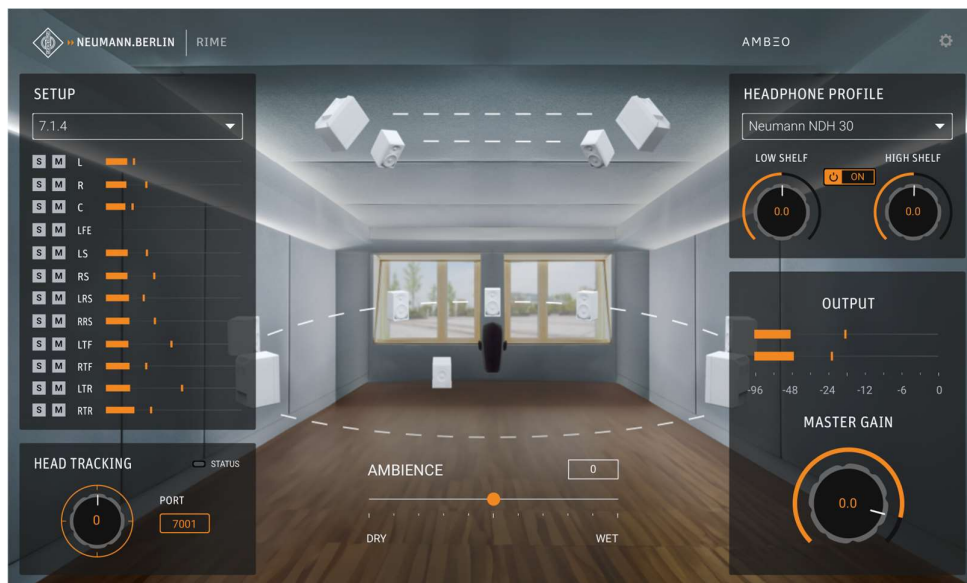 NEUMANN.BERLIN RIME
AMBEO
SETUP
7.1.4
S M L
S M R
S M C
S M LFE
S M LS
S M RS
S M LRS
S M RRS
S M LTF
S M RTF
S M LTR
S M RTR
HEAD TRACKING
STATUS
0
PORT
7001
AMBIENCE 0
DRY WET
HEADPHONE PROFILE
Neumann NDH 30
LOW SHELF HIGH SHELF
ON
0.0 0.0
OUTPUT
-96 -48 -24 -12 -6 0
MASTER GAIN
0.0